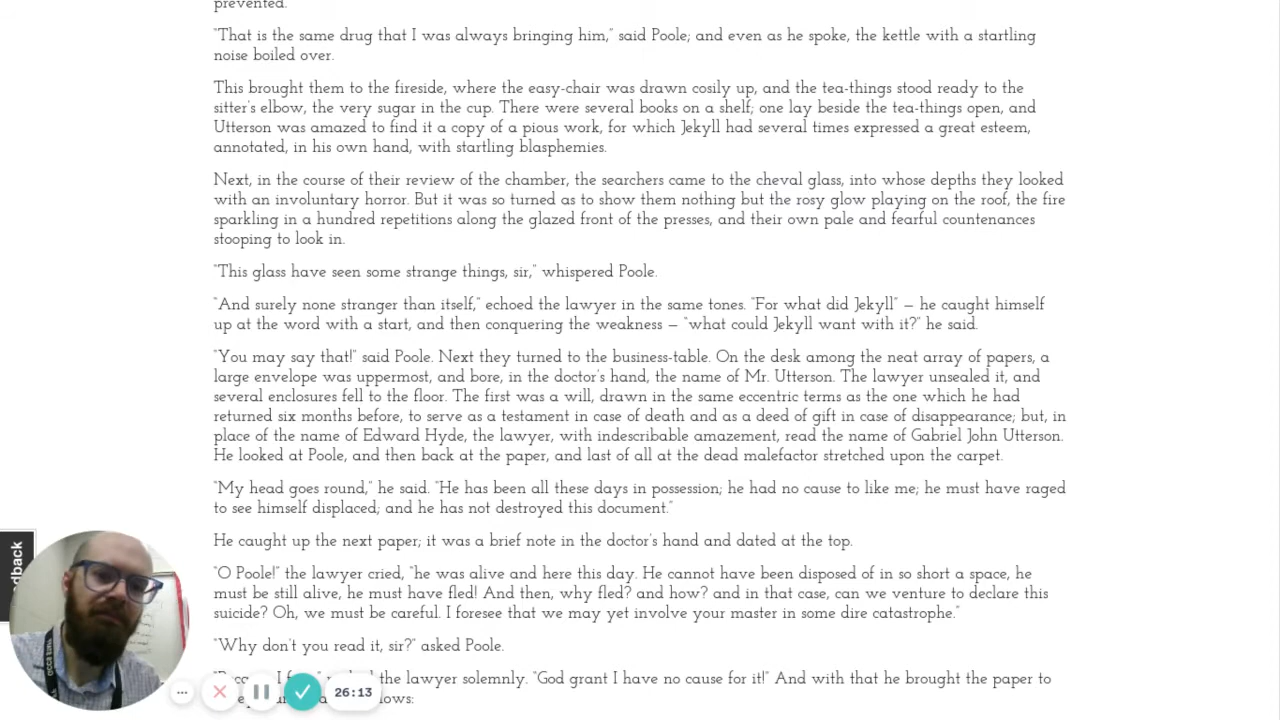 prevented.
“That is the same drug that I was always bringing him,” said Poole; and even as he spoke, the kettle with a startling
noise boiled over.
This brought them to the fireside, where the easy-chair was drawn cosily up, and the tea-things stood ready to the
sitter’s elbow, the very sugar in the cup. There were several books on a shelf; one lay beside the tea-things open, and
Utterson was amazed to find it a copy of a pious work, for which Jekyll had several times expressed a great esteem,
annotated, in his own hand, with startling blasphemies.
Next, in the course of their review of the chamber, the searchers came to the cheval glass, into whose depths they looked
with an involuntary horror. But it was so turned as to show them nothing but the rosy glow playing on the roof, the fire
sparkling in a hundred repetitions along the glazed front of the presses, and their own pale and fearful countenances
stooping to look in.
“This glass have seen some strange things, sir,” whispered Poole.
“And surely none stranger than itself,” echoed the lawyer in the same tones. “For what did Jekyll” – he caught himself
up at the word with a start, and then conquering the weakness – “what could Jekyll want with it?” he said.
“You may say that!” said Poole. Next they turned to the business-table. On the desk among the neat array of papers, a
large envelope was uppermost, and bore, in the doctor’s hand, the name of Mr. Utterson. The lawyer unsealed it, and
several enclosures fell to the floor. The first was a will, drawn in the same eccentric terms as the one which he had
returned six months before, to serve as a testament in case of death and as a deed of gift in case of disappearance; but, in
place of the name of Edward Hyde, the lawyer, with indescribable amazement, read the name of Gabriel John Utterson.
He looked at Poole, and then back at the paper, and last of all at the dead malefactor stretched upon the carpet.
“My head goes round,” he said. “He has been all these days in possession; he had no cause to like me; he must have raged
to see himself displaced; and he has not destroyed this document.”
He caught up the next paper; it was a brief note in the doctor’s hand and dated at the top.
“O Poole!” the lawyer cried, “he was alive and here this day. He cannot have been disposed of in so short a space, he
must be still alive, he must have fled! And then, why fled? and how? and in that case, can we venture to declare this
suicide? Oh, we must be careful. I foresee that we may yet involve your master in some dire catastrophe.”
“Why don’t you read it, sir?” asked Poole.
I the lawyer solemnly. “God grant I have no cause for it!” And with that he brought the paper to
26:13